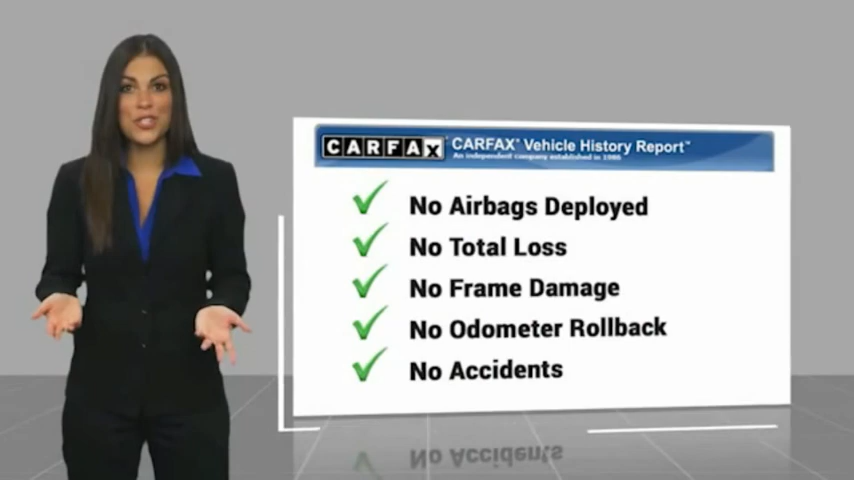 CARFAX
CARFAX® Vehicle History Report™
An independent company established in 1986
No Airbags Deployed
No Total Loss
No Frame Damage
No Odometer Rollback
No Accidents
No Accidents